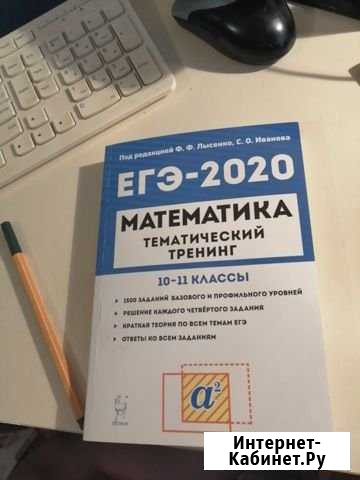 Под редакцией Ф. Ф. Лысенко, С. О. Иванова
ЕГЭ-2020
МАТЕМАТИКА
ТЕМАТИЧЕСКИЙ
ТРЕНИНГ
10-11 КЛАССЫ
1500 ЗАДАНИЙ БАЗОВОГО И ПРОФИЛЬНОГО УРОВНЕЙ
РЕШЕНИЕ КАЖДОГО ЧЕТВЁРТОГО ЗАДАНИЯ
КРАТКАЯ ТЕОРИЯ ПО ВСЕМ ТЕМАМ ЕГЭ
ОТВЕТЫ КО ВСЕМ ЗАДАНИЯМ
a²
Интернет-
Кабинет.Ру